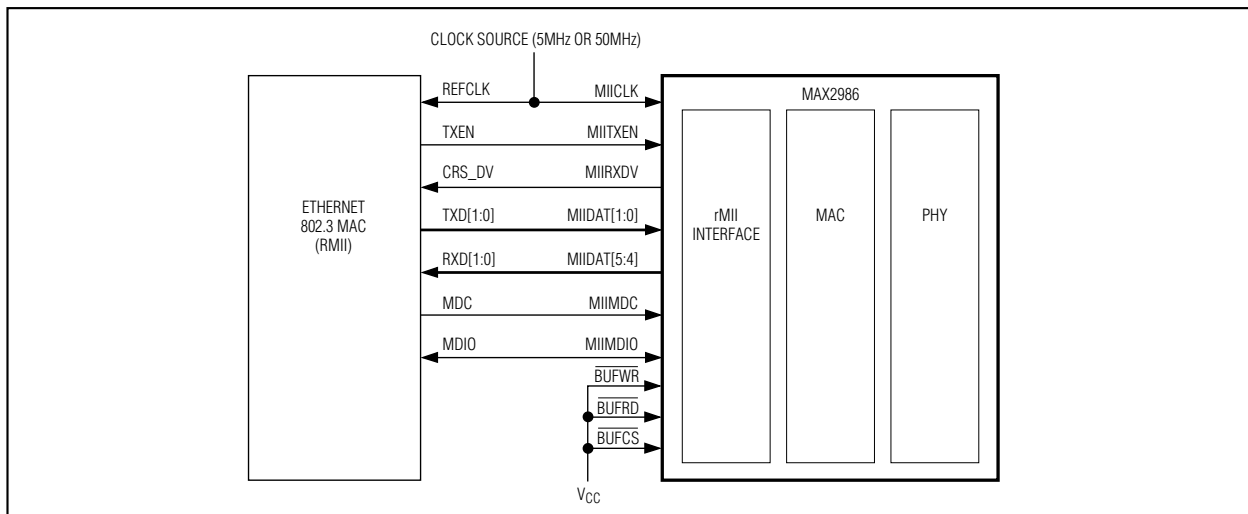 CLOCK SOURCE (5MHz OR 50MHz)
REFCLK MIICLK
MAX2986
TXEN MIITXEN
CRS_DV MIIRXDV
ETHERNET
802.3 MAC
(RMII)
TXD[1:0] MIIDAT[1:0]
rMII
INTERFACE
MAC
PHY
RXD[1:0] MIIDAT[5:4]
MDC MIIMDC
MDIO MIIMDIO
BUFWR
BUFRD
BUFCS
VCC